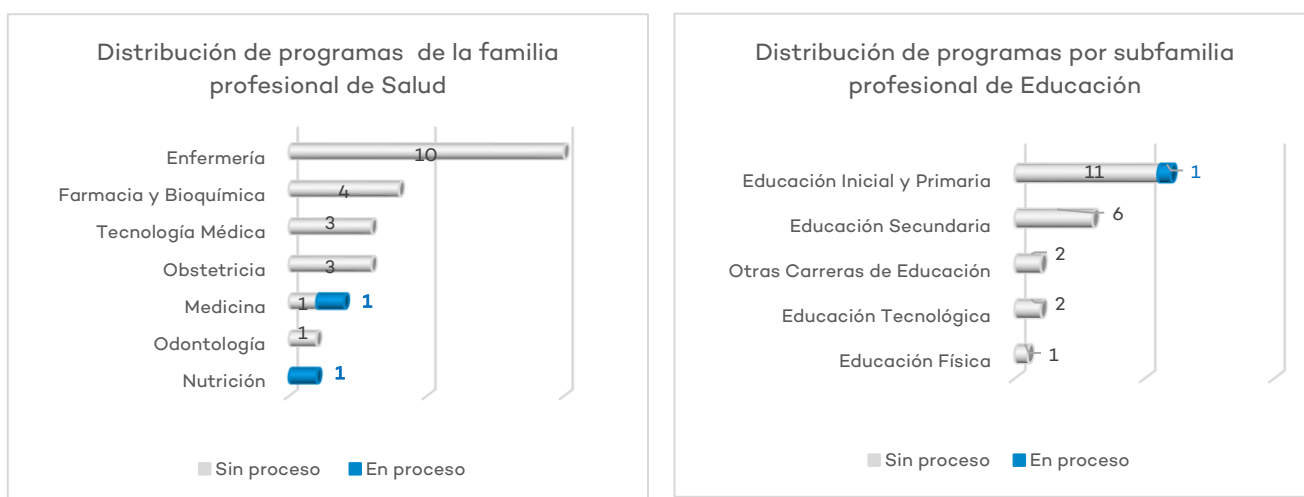 Distribución de programas de la familia
profesional de Salud
Enfermería
10
Farmacia y Bioquímica
4
Tecnología Médica
3
Obstetricia
3
Medicina
1
1
Odontología
1
Nutrición
1
Sin proceso
En proceso
Distribución de programas por subfamilia
profesional de Educación
Educación Inicial y Primaria
11
1
Educación Secundaria
6
Otras Carreras de Educación
2
Educación Tecnológica
2
Educación Física
1
Sin proceso
En proceso